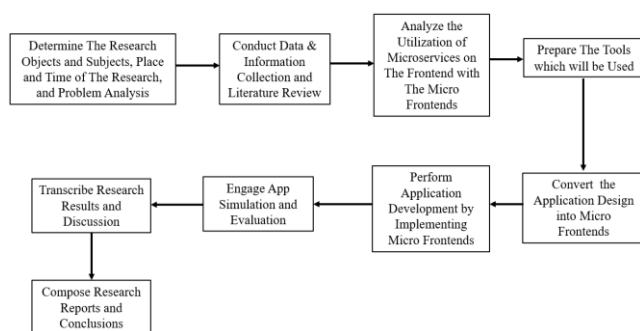 Determine The Research
Objects and Subjects, Place
and Time of The Research,
and Problem Analysis
Conduct Data &
Information
Collection and
Literature Review
Analyze the
Utilization of
Microservices on
The Frontend with
The Micro
Frontends
Prepare The Tools
which will be Used
Convert the
Application Design
into Micro
Frontends
Perform
Application
Development by
Implementing
Micro Frontends
Engage App
Simulation and
Evaluation
Transcribe Research
Results and
Discussion
Compose Research
Reports and
Conclusions